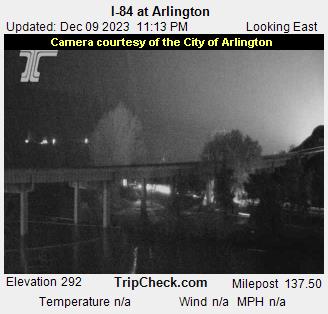 I-84 at Arlington
Updated: Dec 09 2023 11:13 PM Looking East
Camera courtesy of the City of Arlington
Elevation 292 TripCheck.com Milepost 137.50
Temperature n/a Wind n/a MPH n/a